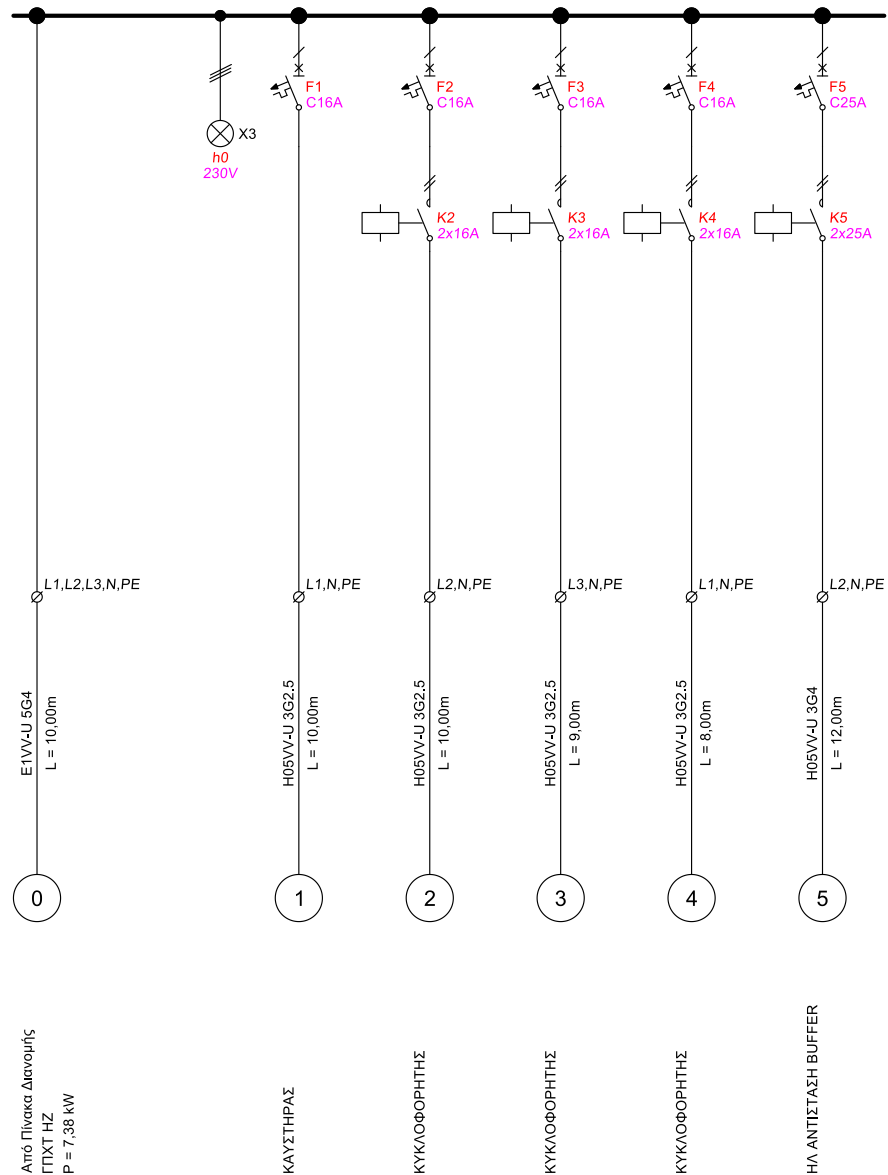 F1
C16A
F2
C16A
F3
C16A
F4
C16A
F5
C25A
X3
h0
230V
K2
2x16A
K3
2x16A
K4
2x16A
K5
2x25A
L1,L2,L3,N,PE
L1,N,PE
L2,N,PE
L3,N,PE
L1,N,PE
L2,N,PE
E1VV-U 5G4
L = 10,00m
H05VV-U 3G2.5
L = 10,00m
H05VV-U 3G2.5
L = 10,00m
H05VV-U 3G2.5
L = 9,00m
H05VV-U 3G2.5
L = 8,00m
H05VV-U 3G4
L = 12,00m
0
1
2
3
4
5
Από Πίνακα Διανομής
ΓΠΧΤ ΗΖ
P = 7,38 kW
ΚΑΥΣΤΗΡΑΣ
ΚΥΚΛΟΦΟΡΗΤΗΣ
ΚΥΚΛΟΦΟΡΗΤΗΣ
ΚΥΚΛΟΦΟΡΗΤΗΣ
ΗΛ ΑΝΤΙΣΤΑΣΗ BUFFER